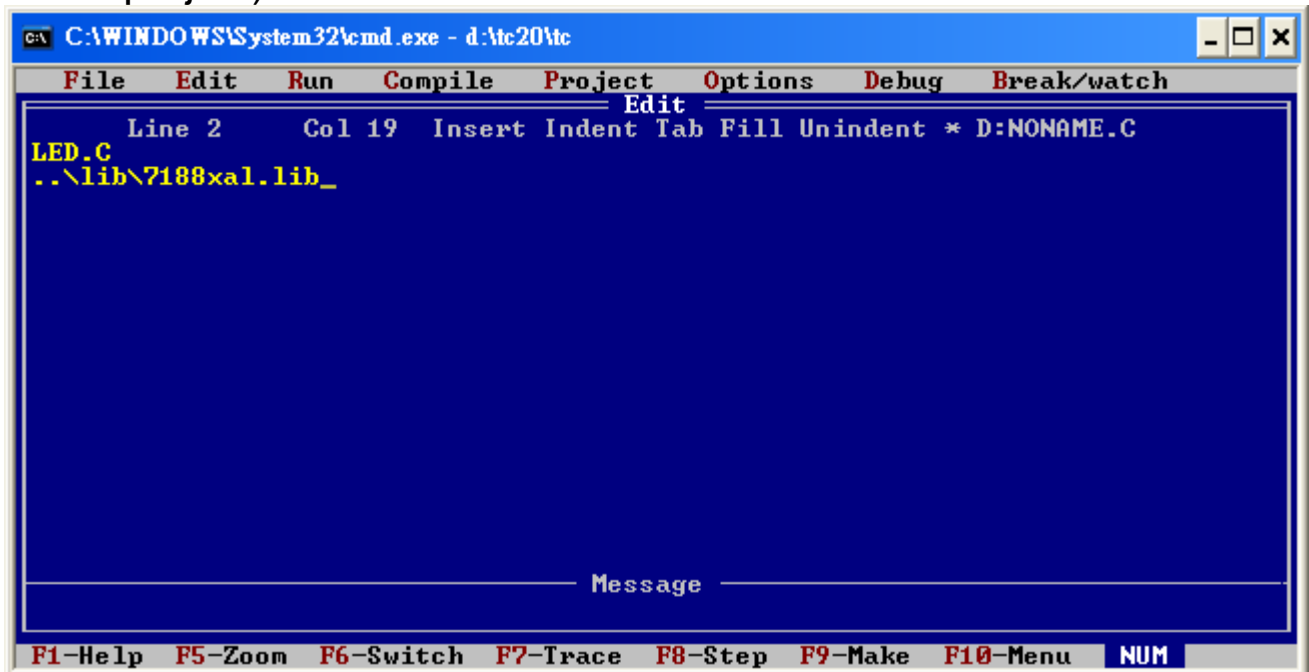 C:\WINDOWS\System32\cmd.exe - d:\tc20\tc
File Edit Run Compile Project Options Debug Break/watch
Edit
Line 2 Col 19 Insert Indent Tab Fill Unindent * D:NONAME.C
LED.C
..\lib\7188xal.lib_
Message
F1-Help F5-Zoom F6-Switch F7-Trace F8-Step F9-Make F10-Menu NUM